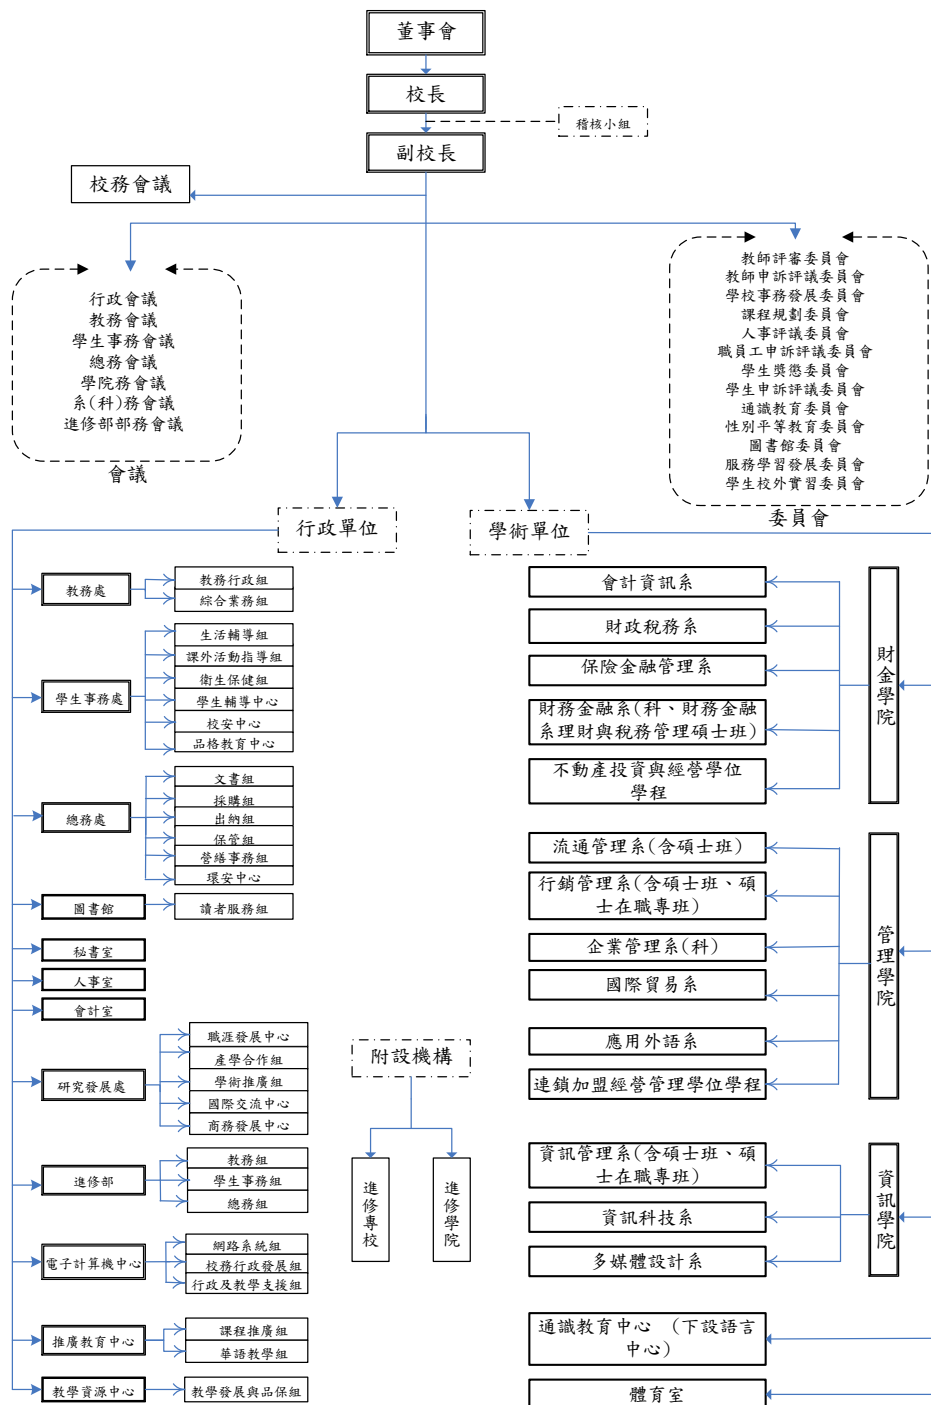 董事會
校長
稽核小組
副校長
校務會議
行政會議
教務會議
學生事務會議
總務會議
學院務會議
系(科)務會議
進修部部務會議
會議
教師評審委員會
教師申訴評議委員會
學校事務發展委員會
課程規劃委員會
人事評議委員會
職員工申訴評議委員會
學生獎懲委員會
學生申訴評議委員會
通識教育委員會
性別平等教育委員會
圖書館委員會
服務學習發展委員會
學生校外實習委員會
委員會
行政單位
學術單位
教務處
教務行政組
綜合業務組
學生事務處
生活輔導組
課外活動指導組
衛生保健組
學生輔導中心
校安中心
品格教育中心
總務處
文書組
採購組
出納組
保管組
營繕事務組
環安中心
圖書館
讀者服務組
秘書室
人事室
會計室
研究發展處
職涯發展中心
產學合作組
學術推廣組
國際交流中心
商務發展中心
進修部
教務組
學生事務組
總務組
電子計算機中心
網路系統組
校務行政發展組
行政及教學支援組
推廣教育中心
課程推廣組
華語教學組
教學資源中心
教學發展與品保組
附設機構
進修專校
進修學院
財金學院
會計資訊系
財政稅務系
保險金融管理系
財務金融系(科、財務金融
系理財與稅務管理碩士班)
不動產投資與經營學位
學程
管理學院
流通管理系(含碩士班)
行銷管理系(含碩士班、碩
士在職專班)
企業管理系(科)
國際貿易系
應用外語系
連鎖加盟經營管理學位學程
資訊學院
資訊管理系(含碩士班、碩
士在職專班)
資訊科技系
多媒體設計系
通識教育中心 (下設語言
中心)
體育室